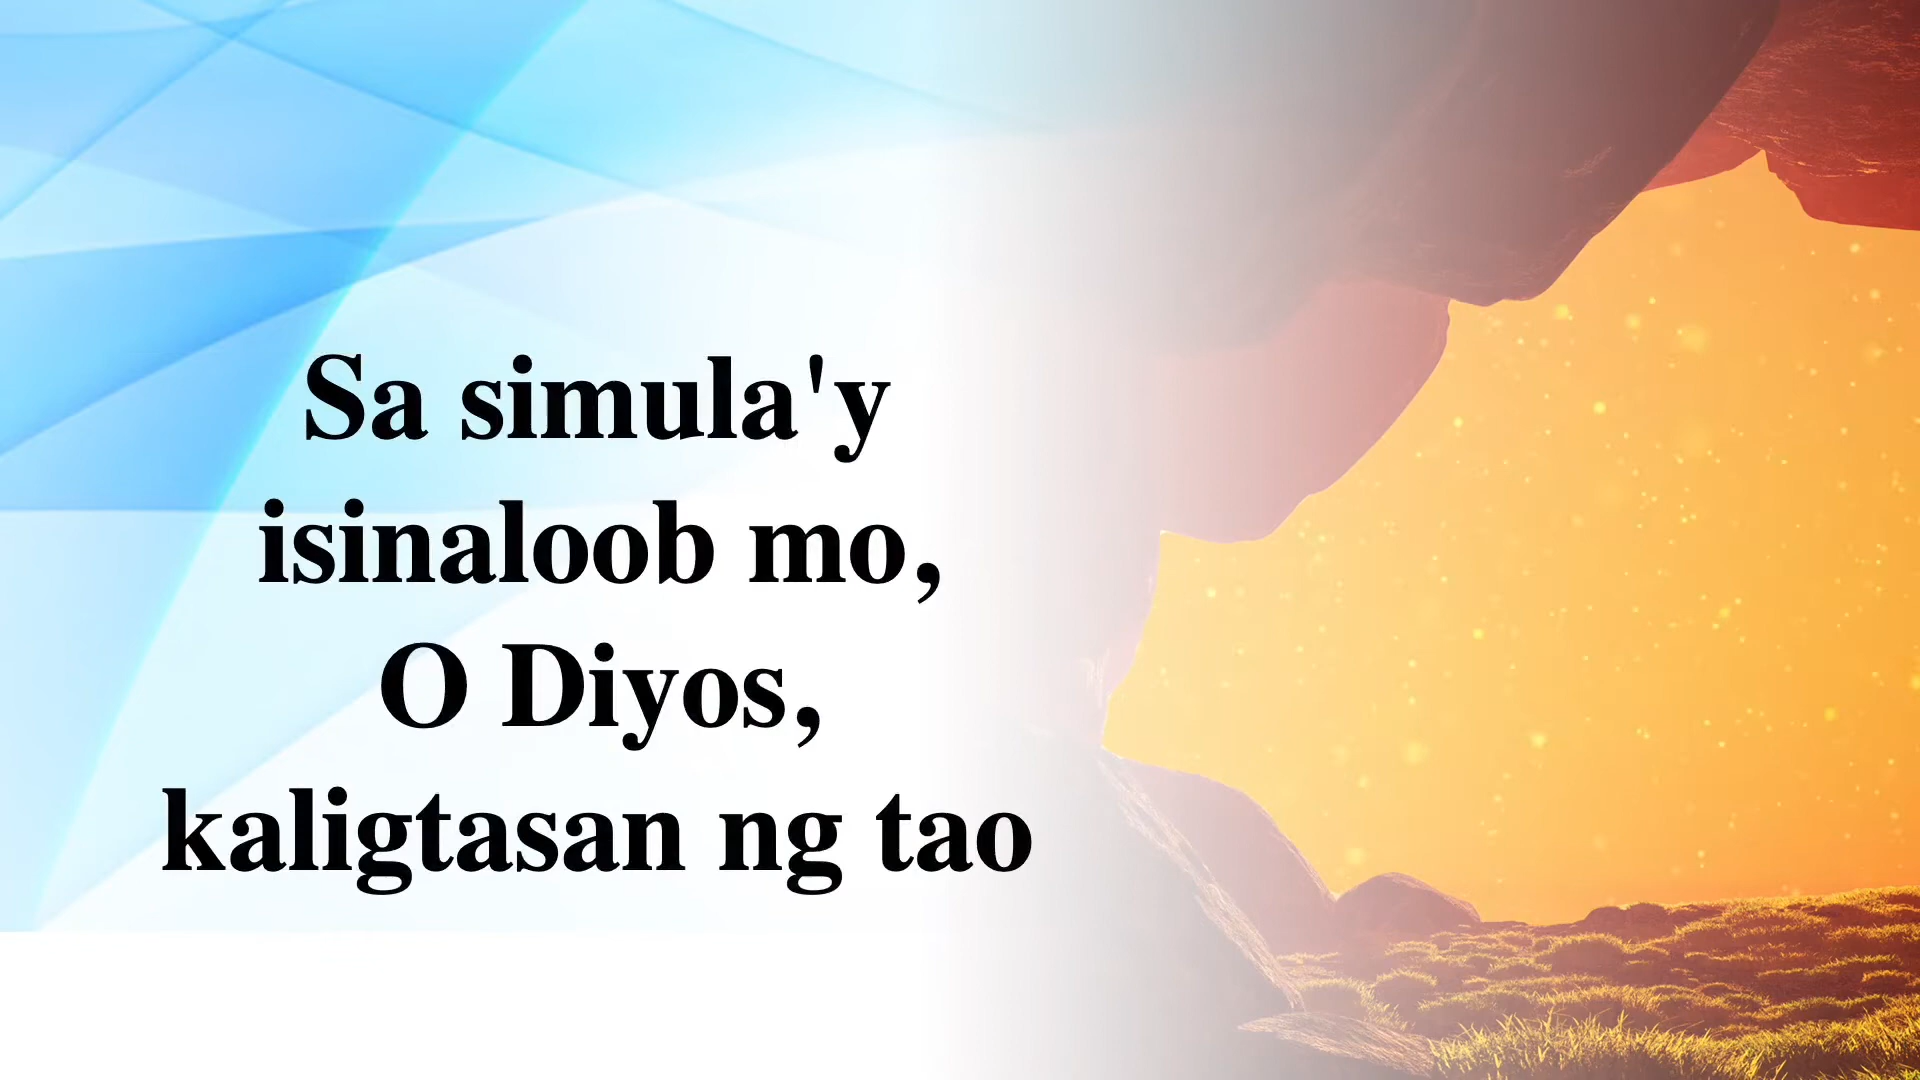 Sa simula'y
isinaloob mo,
O Diyos,
kaligtasan ng tao